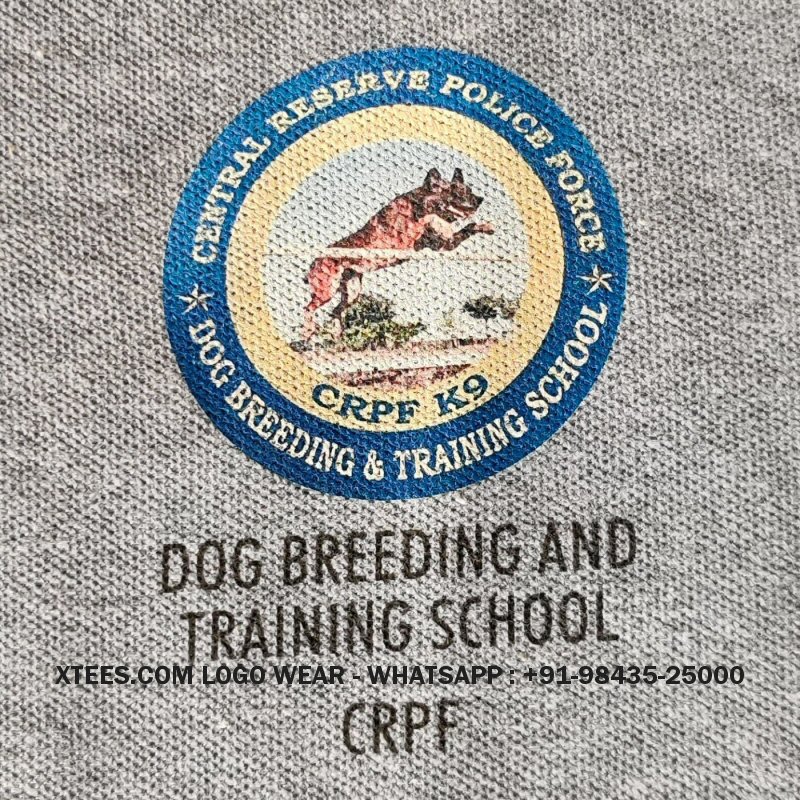 CENTRAL RESERVE POLICE FORCE
DOG BREEDING & TRAINING SCHOOL
CRPF K9
DOG BREEDING AND
TRAINING SCHOOL
XTEES.COM LOGO WEAR - WHATSAPP : +91-98435-25000
CRPF